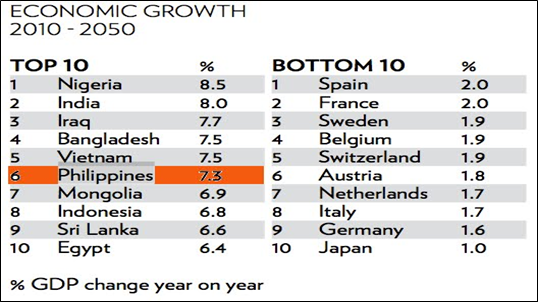 ECONOMIC GROWTH
2010 - 2050
TOP 10 %
1 Nigeria 8.5
2 India 8.0
3 Iraq 7.7
4 Bangladesh 7.5
5 Vietnam 7.5
6 Philippines 7.3
7 Mongolia 6.9
8 Indonesia 6.8
9 Sri Lanka 6.6
10 Egypt 6.4
BOTTOM 10 %
1 Spain 2.0
2 France 2.0
3 Sweden 1.9
4 Belgium 1.9
5 Switzerland 1.9
6 Austria 1.8
7 Netherlands 1.7
8 Italy 1.7
9 Germany 1.6
10 Japan 1.0
% GDP change year on year